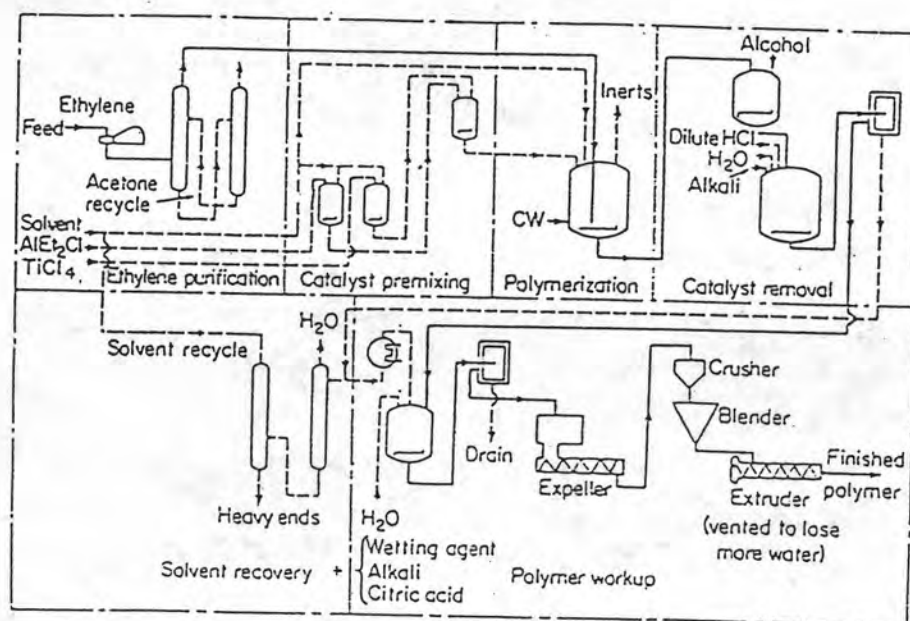 Ethylene
Feed
Acetone
recycle
Solvent
AlEt₂Cl
TiCl₄
Ethylene purification
Catalyst premixing
Inerts
CW
Polymerization
Alcohol
Dilute HCl
H₂O
Alkali
Catalyst removal
Solvent recycle
H₂O
Heavy ends
Solvent recovery
H₂O
+
Wetting agent
Alkali
Citric acid
Drain
Expeller
Polymer workup
Crusher
Blender
Extruder
(vented to lose
more water)
Finished
polymer